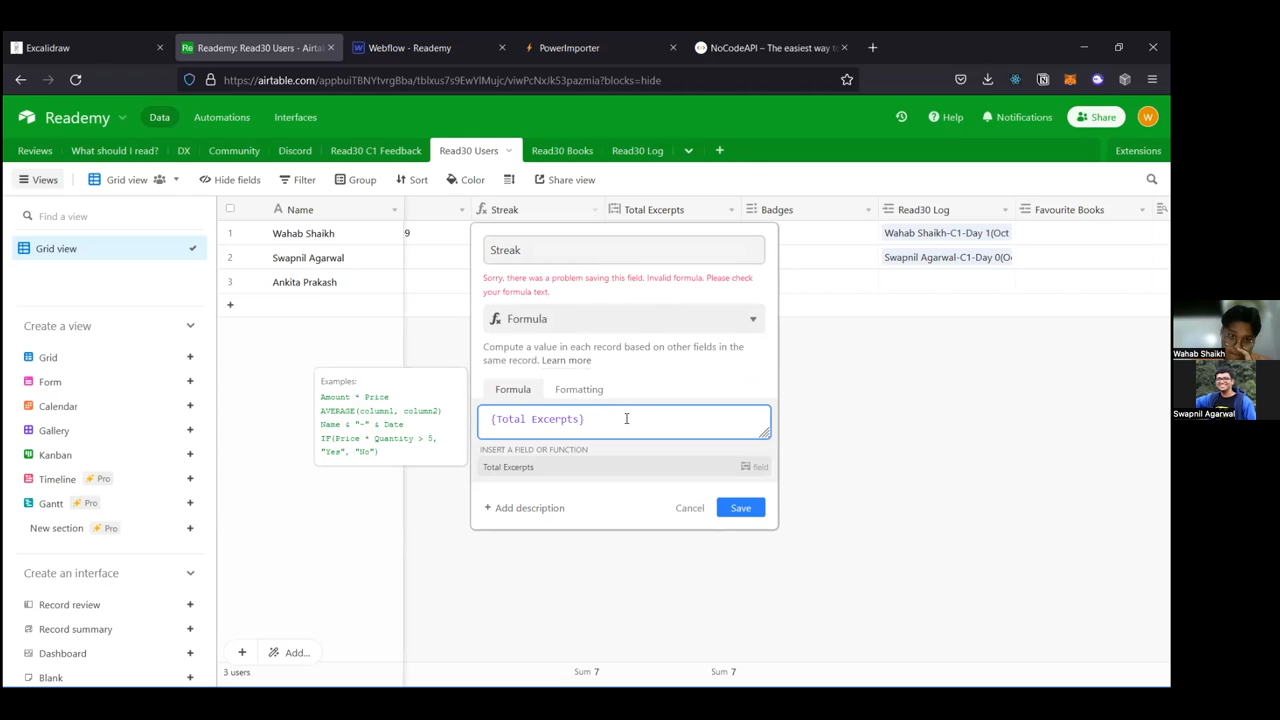 Excalidraw
Reademy: Read30 Users - Airtal
Webflow - Reademy
PowerImporter
NoCodeAPI – The easiest way to
https://airtable.com/appbuiTBNYtvrgBba/tblxus7s9EwYlMujc/viwPcNxJk53pazmia?blocks=hide
Reademy
Data
Automations
Interfaces
Help
Notifications
Share
W
Reviews
What should I read?
DX
Community
Discord
Read30 C1 Feedback
Read30 Users
Read30 Books
Read30 Log
Extensions
Views
Grid view
Hide fields
Filter
Group
Sort
Color
Share view
Find a view
Grid view
Create a view
Grid
Form
Calendar
Gallery
Kanban
Timeline Pro
Gantt Pro
New section Pro
Create an interface
Record review
Record summary
Dashboard
Blank
Name
Streak
Total Excerpts
Badges
Read30 Log
Favourite Books
1 Wahab Shaikh 9 Wahab Shaikh-C1-Day 1(Oct
2 Swapnil Agarwal Swapnil Agarwal-C1-Day 0(O
3 Ankita Prakash
Streak
Sorry, there was a problem saving this field. Invalid formula. Please check
your formula text.
Formula
Compute a value in each record based on other fields in the
same record. Learn more
Formula
Formatting
{Total Excerpts}
INSERT A FIELD OR FUNCTION
Total Excerpts field
+ Add description
Cancel
Save
Examples:
Amount * Price
AVERAGE(column1, column2)
Name & "-" & Date
IF(Price * Quantity > 5,
"Yes", "No")
Add...
3 users
Sum 7
Sum 7
Wahab Shaikh
Swapnil Agarwal